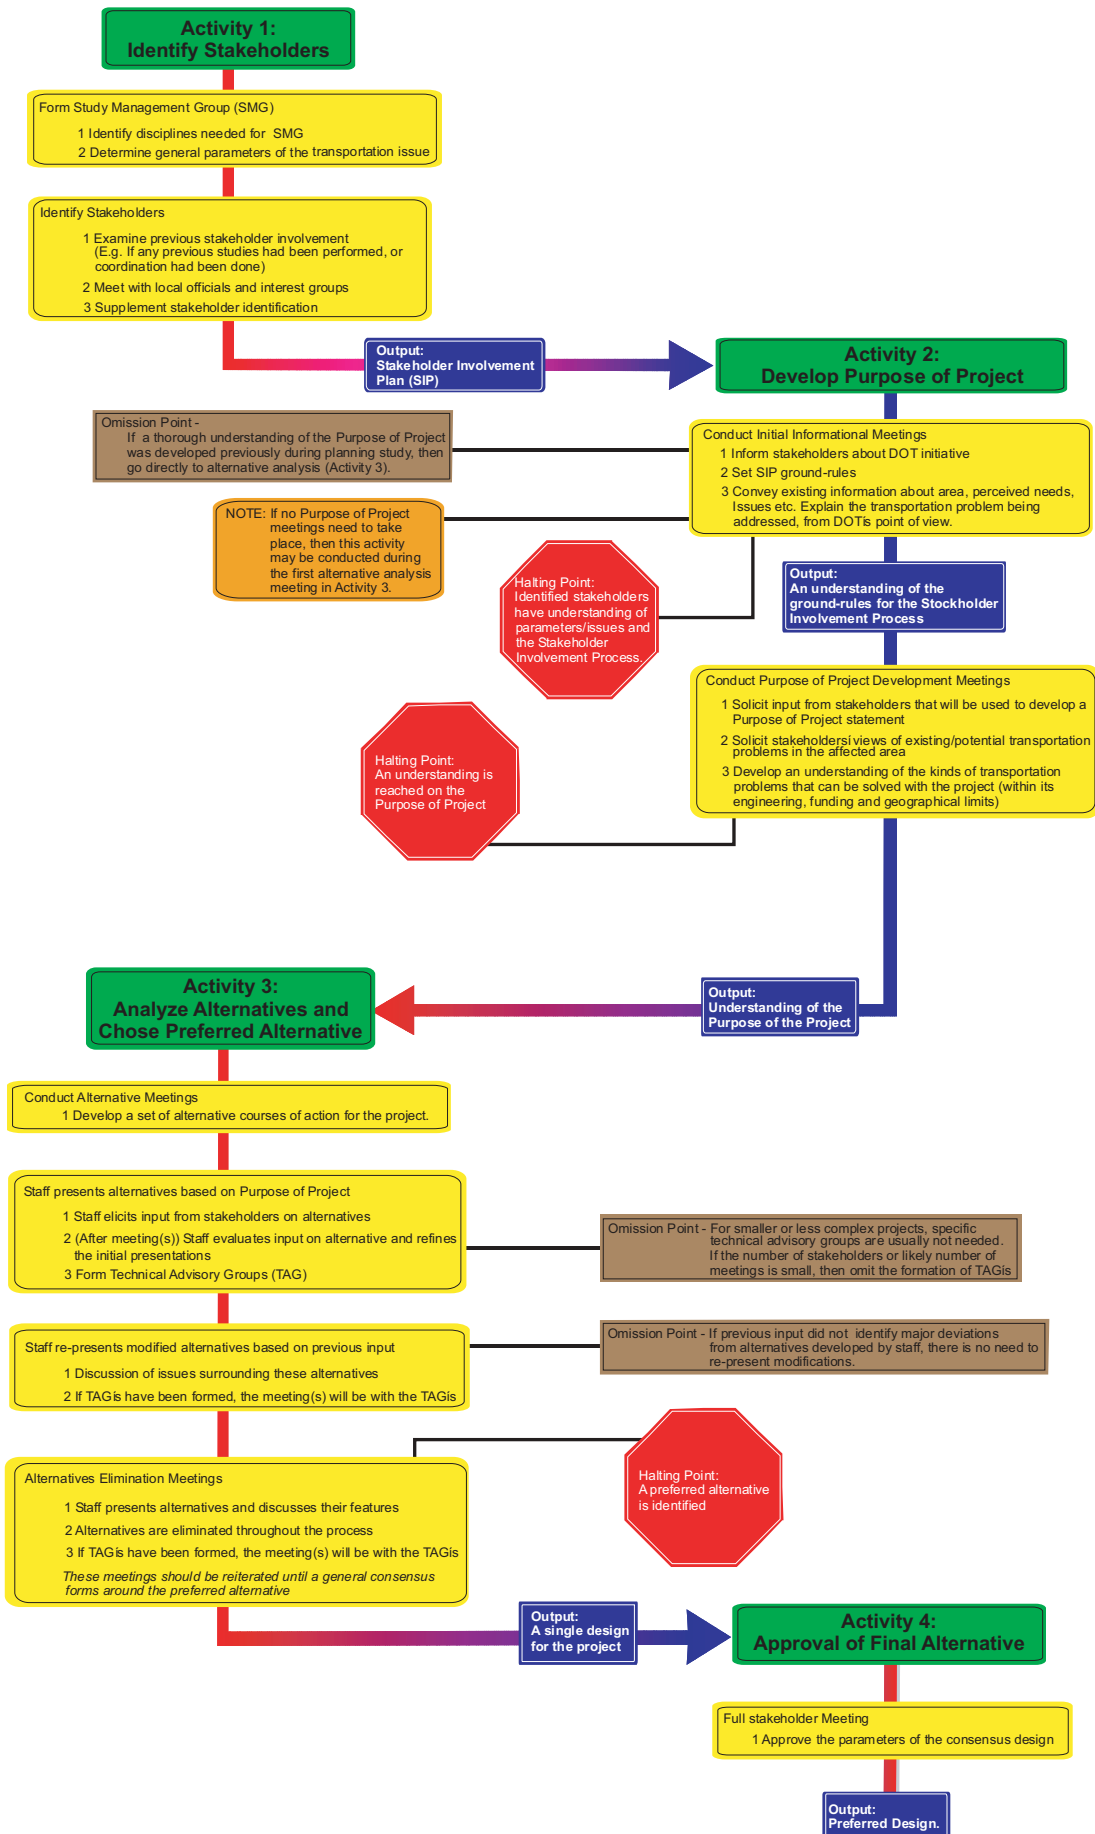 Activity 1:
Identify Stakeholders
Form Study Management Group (SMG)
1 Identify disciplines needed for SMG
2 Determine general parameters of the transportation issue
Identify Stakeholders
1 Examine previous stakeholder involvement
(E.g. If any previous studies had been performed, or
coordination had been done)
2 Meet with local officials and interest groups
3 Supplement stakeholder identification
Output:
Stakeholder Involvement
Plan (SIP)
Activity 2:
Develop Purpose of Project
Omission Point -
If a thorough understanding of the Purpose of Project
was developed previously during planning study, then
go directly to alternative analysis (Activity 3).
Conduct Initial Informational Meetings
1 Inform stakeholders about DOT initiative
2 Set SIP ground-rules
3 Convey existing information about area, perceived needs,
Issues etc. Explain the transportation problem being
addressed, from DOTís point of view.
NOTE: If no Purpose of Project
meetings need to take
place, then this activity
may be conducted during
the first alternative analysis
meeting in Activity 3.
Halting Point:
Identified stakeholders
have understanding of
parameters/issues and
the Stakeholder
Involvement Process.
Output:
An understanding of the
ground-rules for the Stockholder
Involvement Process
Conduct Purpose of Project Development Meetings
1 Solicit input from stakeholders that will be used to develop a
Purpose of Project statement
2 Solicit stakeholdersí views of existing/potential transportation
problems in the affected area
3 Develop an understanding of the kinds of transportation
problems that can be solved with the project (within its
engineering, funding and geographical limits)
Halting Point:
An understanding is
reached on the
Purpose of Project
Output:
Understanding of the
Purpose of the Project
Activity 3:
Analyze Alternatives and
Chose Preferred Alternative
Conduct Alternative Meetings
1 Develop a set of alternative courses of action for the project.
Staff presents alternatives based on Purpose of Project
1 Staff elicits input from stakeholders on alternatives
2 (After meeting(s)) Staff evaluates input on alternative and refines
the initial presentations
3 Form Technical Advisory Groups (TAG)
Omission Point - For smaller or less complex projects, specific
technical advisory groups are usually not needed.
If the number of stakeholders or likely number of
meetings is small, then omit the formation of TAGís
Staff re-presents modified alternatives based on previous input
1 Discussion of issues surrounding these alternatives
2 If TAGís have been formed, the meeting(s) will be with the TAGís
Omission Point - If previous input did not identify major deviations
from alternatives developed by staff, there is no need to
re-present modifications.
Alternatives Elimination Meetings
1 Staff presents alternatives and discusses their features
2 Alternatives are eliminated throughout the process
3 If TAGís have been formed, the meeting(s) will be with the TAGís
These meetings should be reiterated until a general consensus
forms around the preferred alternative
Halting Point:
A preferred alternative
is identified
Output:
A single design
for the project
Activity 4:
Approval of Final Alternative
Full stakeholder Meeting
1 Approve the parameters of the consensus design
Output:
Preferred Design.